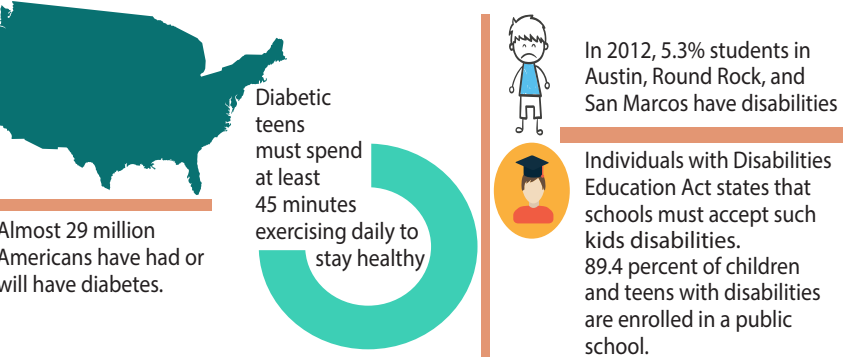 Diabetic
teens
must spend
at least
45 minutes
exercising daily to
stay healthy
Almost 29 million
Americans have had or
will have diabetes.
In 2012, 5.3% students in
Austin, Round Rock, and
San Marcos have disabilities
Individuals with Disabilities
Education Act states that
schools must accept such
kids disabilities.
89.4 percent of children
and teens with disabilities
are enrolled in a public
school.